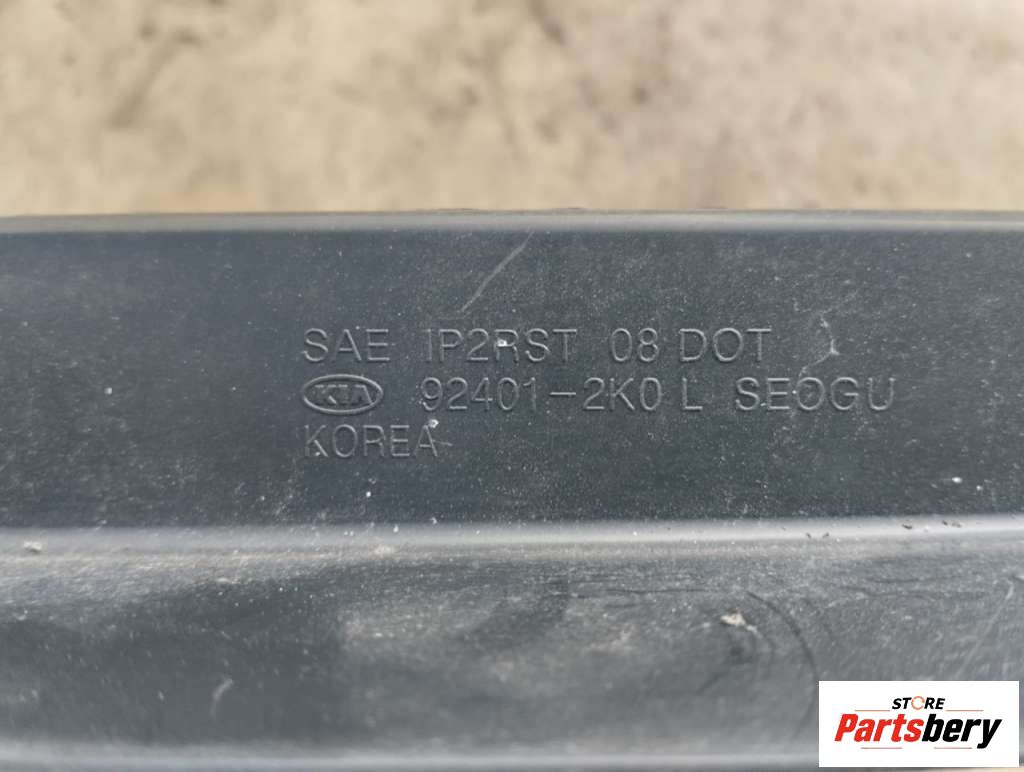 SAE IP2RST 08 DOT
KIA 92401-2K0 L SEOGU
KOREA
STORE
Partsbery